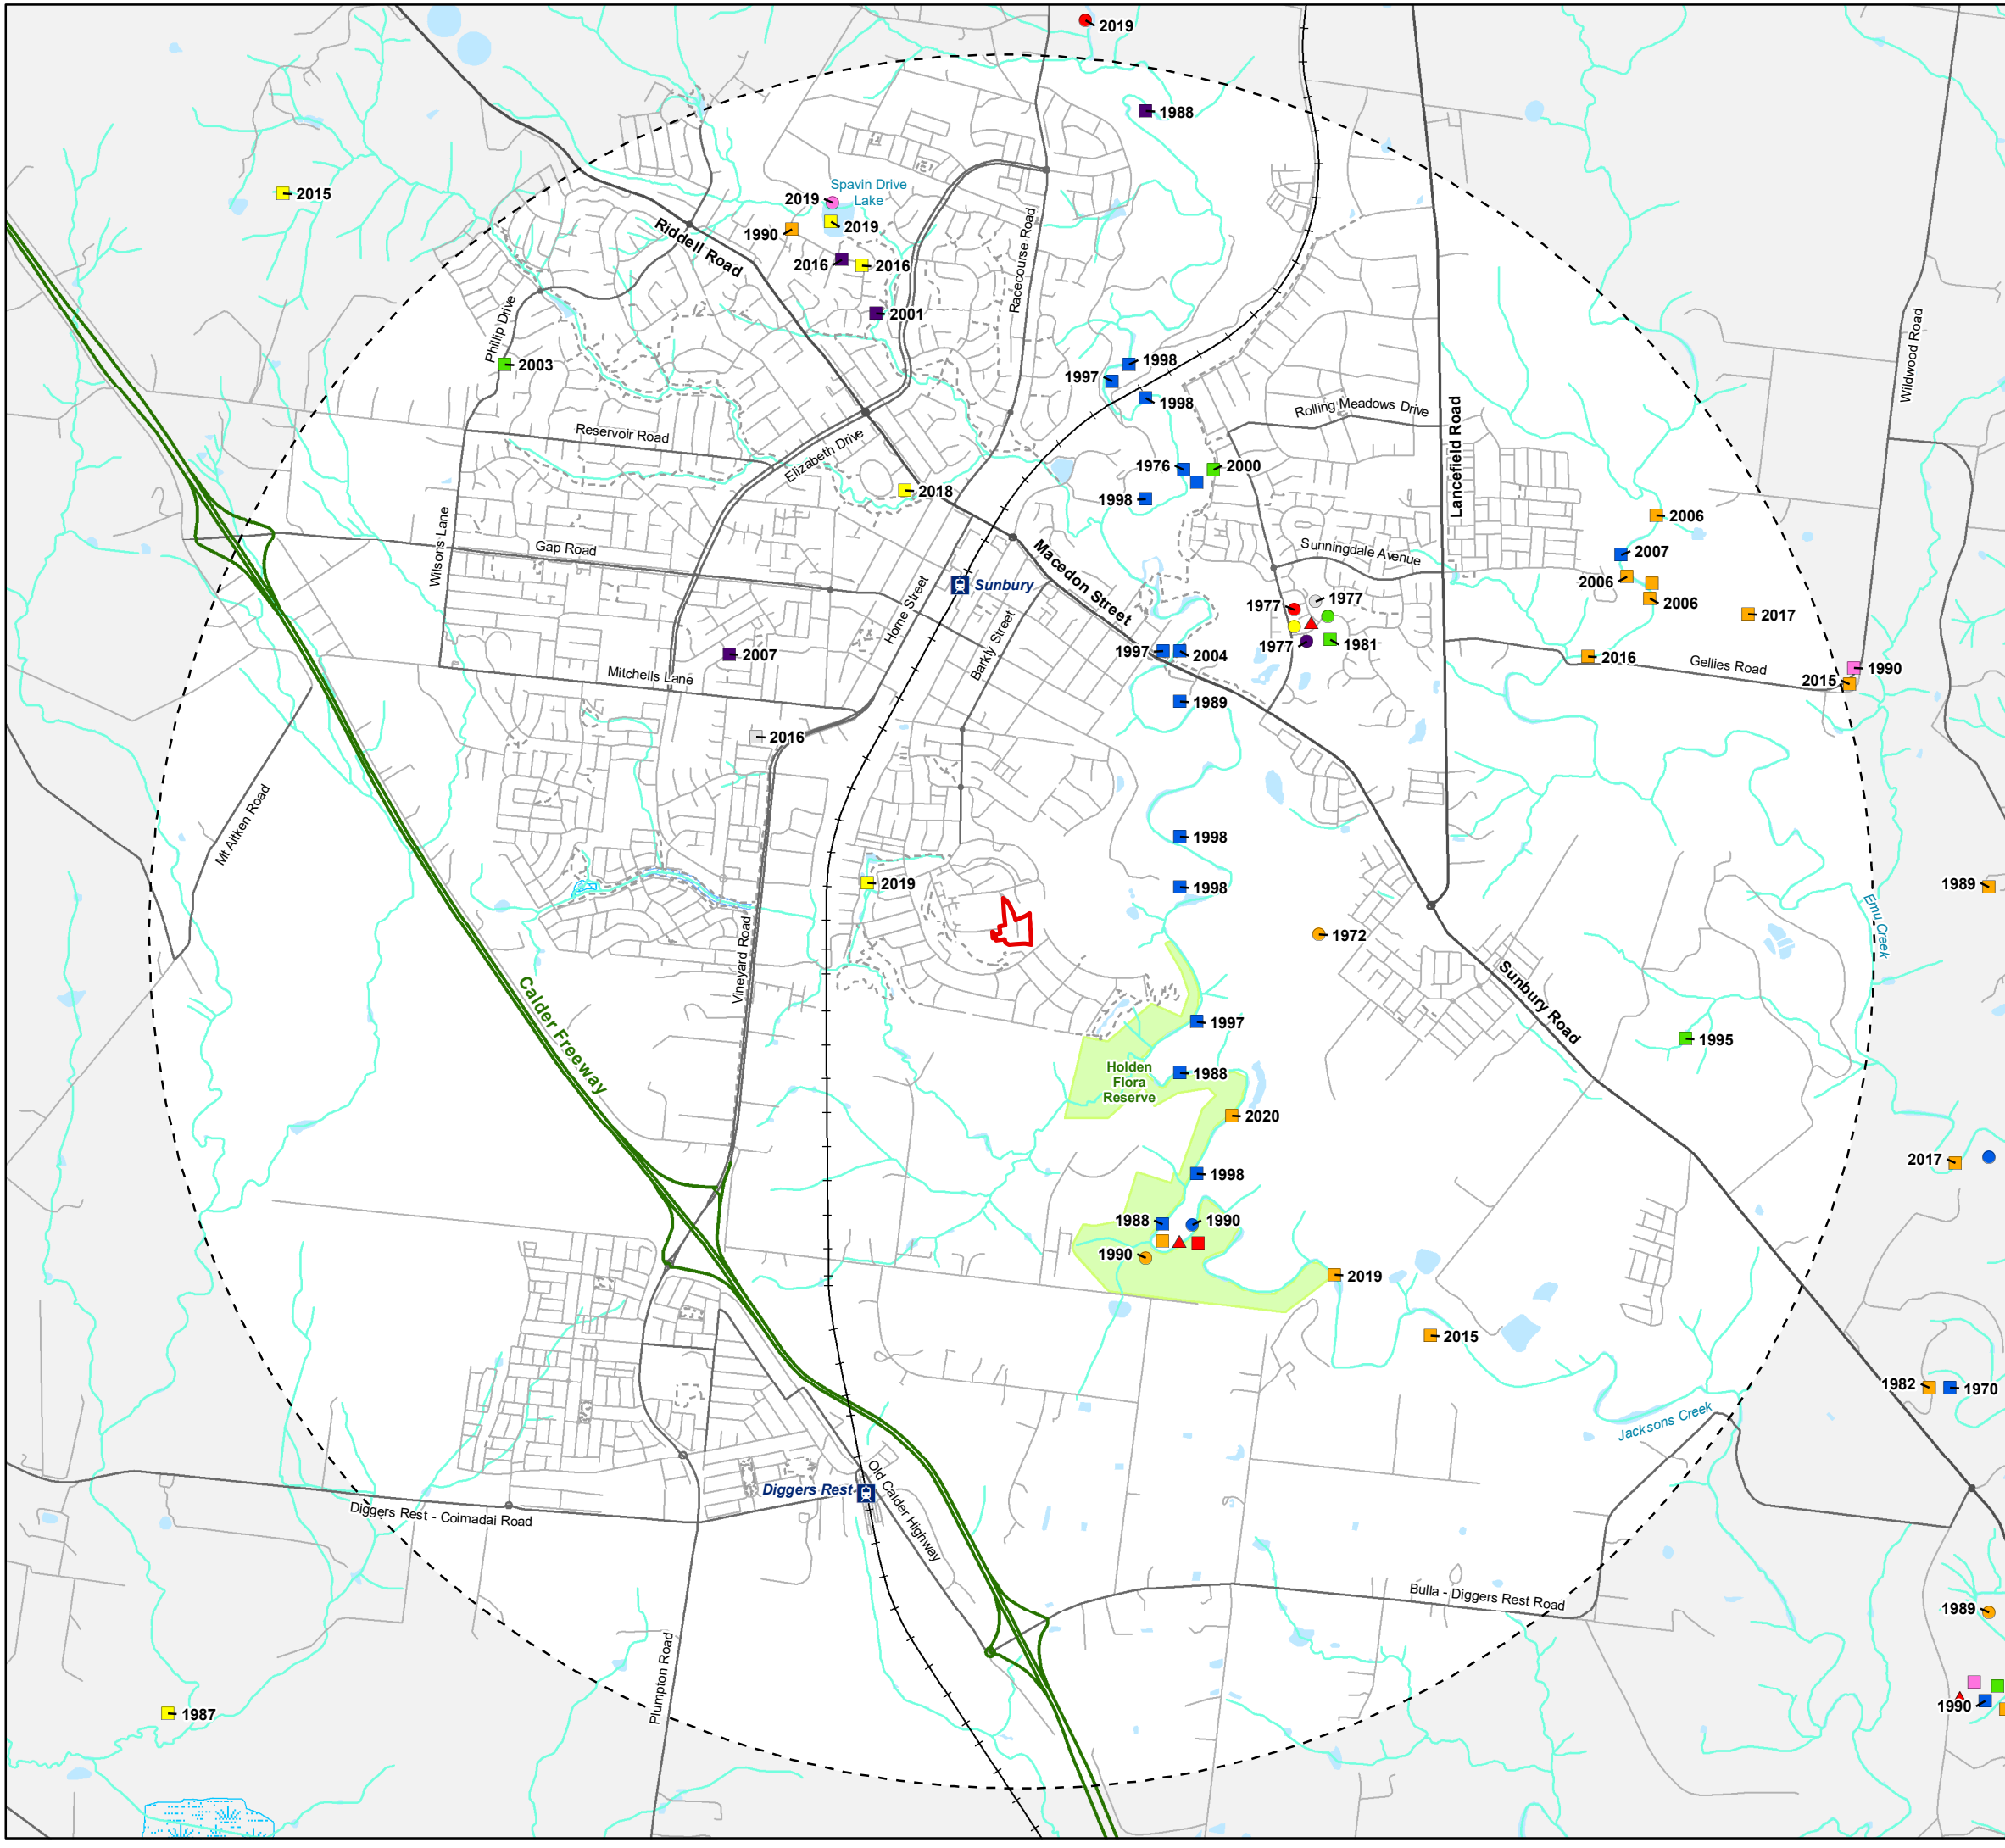 2019
1988
2015
Spavin Drive
Lake
2019
2019
1990
Riddell Road
2016
2016
Racecourse Road
2001
Phillip Drive
2003
Wildwood Road
1998
1997
1998
Rolling Meadows Drive
Lancefield Road
Reservoir Road
Elizabeth Drive
1976
2000
2018
1998
2006
Wilsons Lane
Gap Road
Macedon Street
Sunningdale Avenue
2007
2006
Sunbury
Horne Street
1977
1977
2006
2017
Barkly Street
1977
1981
1997
2004
2016
Gellies Road
1990
2015
2007
Mitchells Lane
1989
2016
Mt Aitken Road
1998
2019
1998
1989
Emu Creek
1972
Vineyard Road
Calder Freeway
Sunbury Road
1997
1995
Holden
Flora
Reserve
1988
2020
2017
1998
1988
1990
1990
2019
2015
1982
1970
Jacksons Creek
Diggers Rest
Old Calder Highway
Diggers Rest - Coimadai Road
Bulla - Diggers Rest Road
1989
Plumpton Road
1987
1990